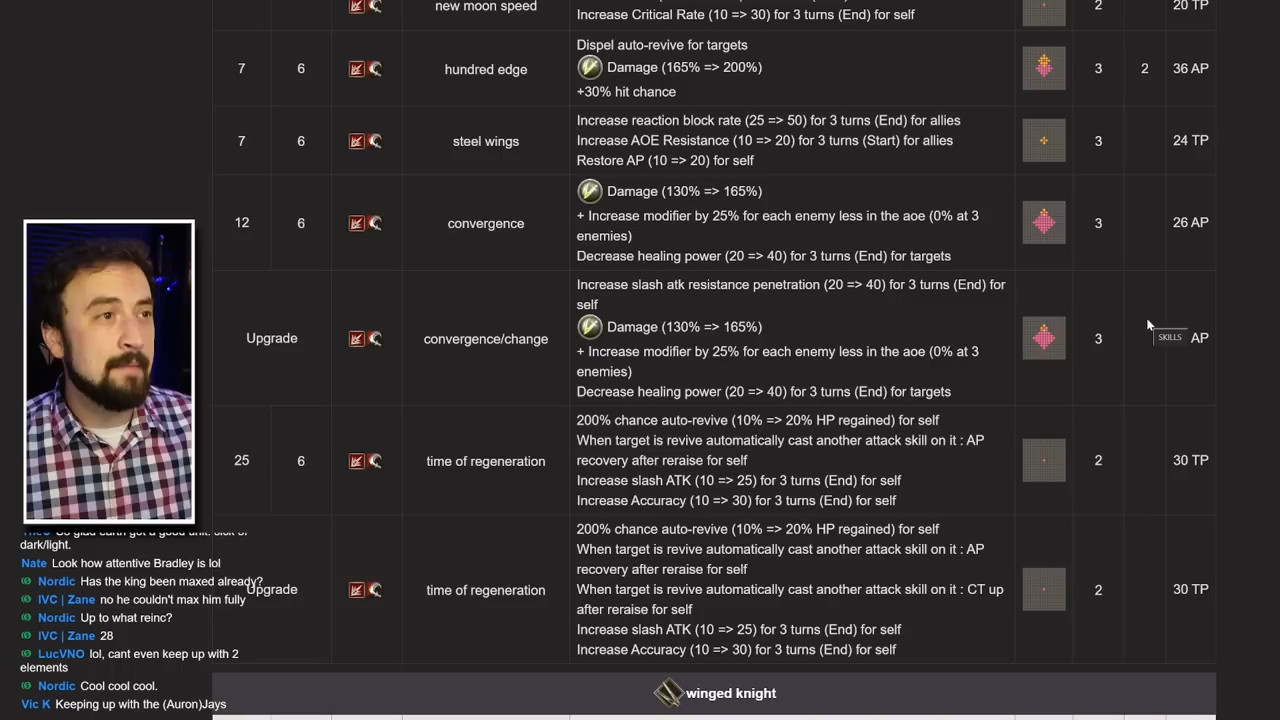 new moon speed
Increase Critical Rate (10 => 30) for 3 turns (End) for self
2
20 TP
7
6
hundred edge
Dispel auto-revive for targets
Damage (165% => 200%)
+30% hit chance
3
2
36 AP
7
6
steel wings
Increase reaction block rate (25 => 50) for 3 turns (End) for allies
Increase AOE Resistance (10 => 20) for 3 turns (Start) for allies
Restore AP (10 => 20) for self
3
24 TP
12
6
convergence
Damage (130% => 165%)
+ Increase modifier by 25% for each enemy less in the aoe (0% at 3
enemies)
Decrease healing power (20 => 40) for 3 turns (End) for targets
3
26 AP
Upgrade
convergence/change
Increase slash atk resistance penetration (20 => 40) for 3 turns (End) for
self
Damage (130% => 165%)
+ Increase modifier by 25% for each enemy less in the aoe (0% at 3
enemies)
Decrease healing power (20 => 40) for 3 turns (End) for targets
3
SKILLS
AP
25
6
time of regeneration
200% chance auto-revive (10% => 20% HP regained) for self
When target is revive automatically cast another attack skill on it : AP
recovery after reraise for self
Increase slash ATK (10 => 25) for 3 turns (End) for self
Increase Accuracy (10 => 30) for 3 turns (End) for self
2
30 TP
Upgrade
time of regeneration
200% chance auto-revive (10% => 20% HP regained) for self
When target is revive automatically cast another attack skill on it : AP
recovery after reraise for self
When target is revive automatically cast another attack skill on it : CT up
after reraise for self
Increase slash ATK (10 => 25) for 3 turns (End) for self
Increase Accuracy (10 => 30) for 3 turns (End) for self
2
30 TP
winged knight
dark/light.
Nate Look how attentive Bradley is lol
Nordic Has the king been maxed already?
IVC | Zane no he couldn't max him fully
Nordic Up to what reinc?
IVC | Zane 28
LucVNO lol, cant even keep up with 2
elements
Nordic Cool cool cool.
Vic K Keeping up with the (Auron)Jays